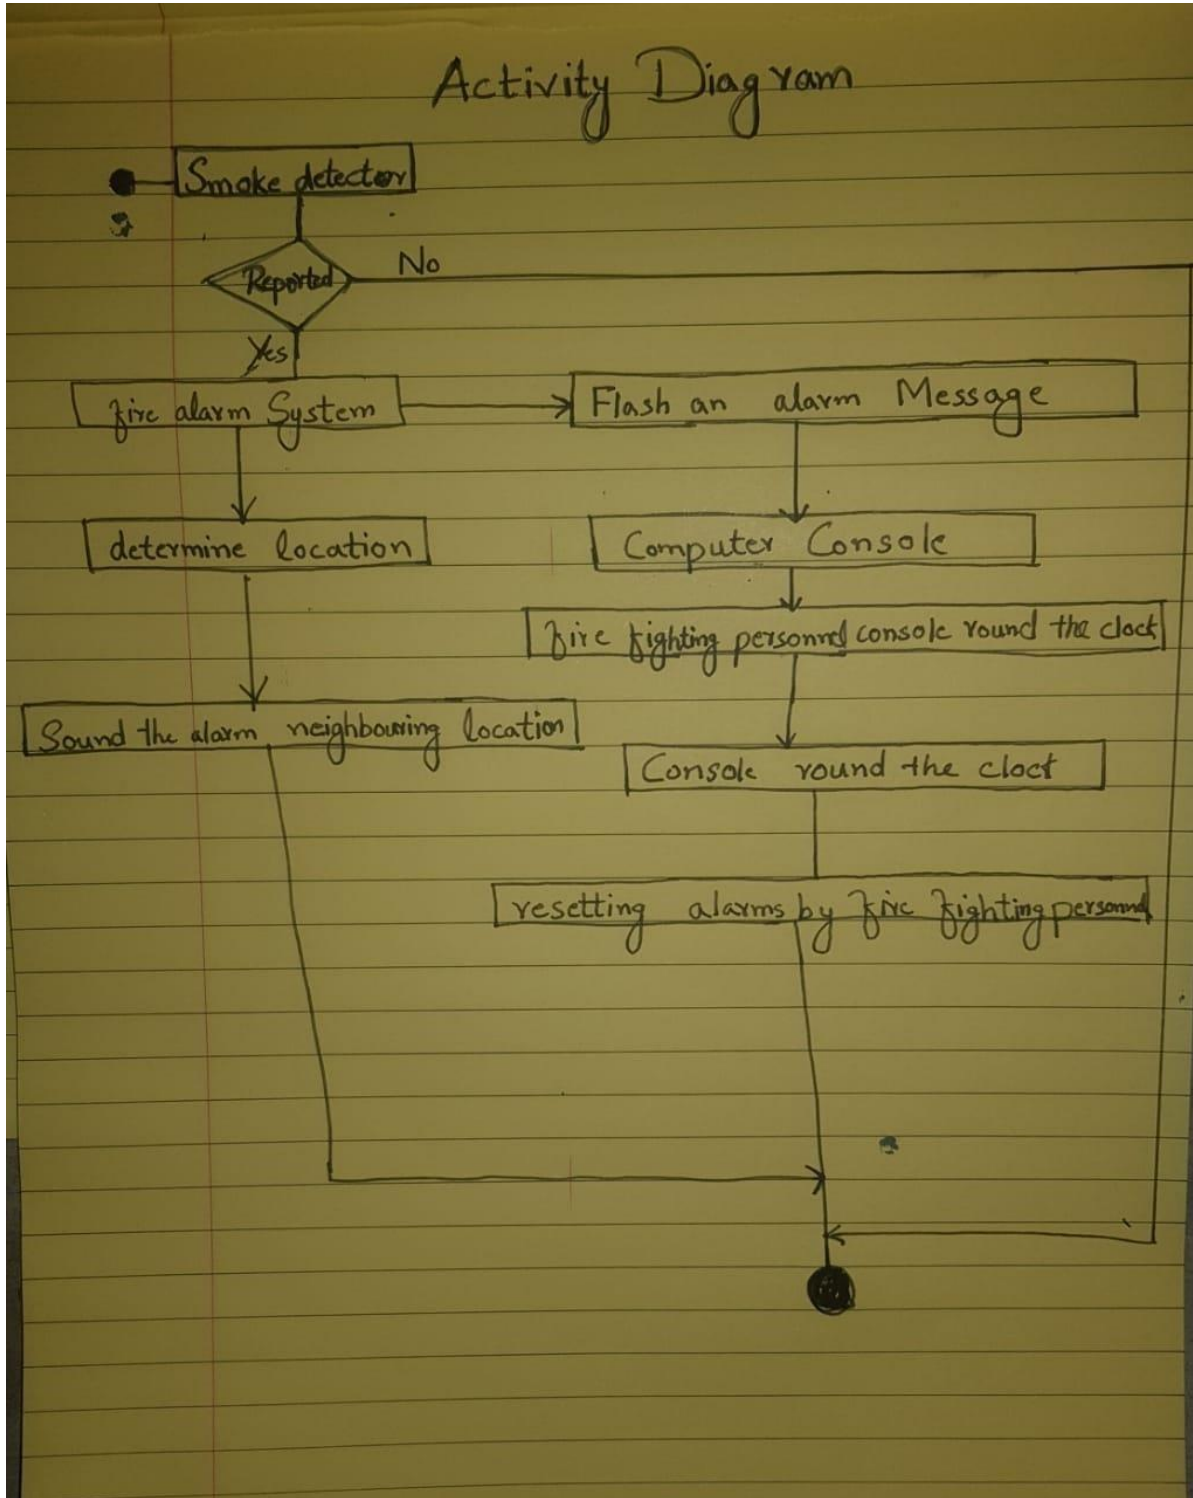 Activity Diagram
Smoke detector
Reported
No
Yes
fire alarm System
Flash an alarm Message
determine location
Computer Console
fire fighting personnel console round the clock
Sound the alarm neighbouring location
Console round the clock
resetting alarms by fire fighting personnel